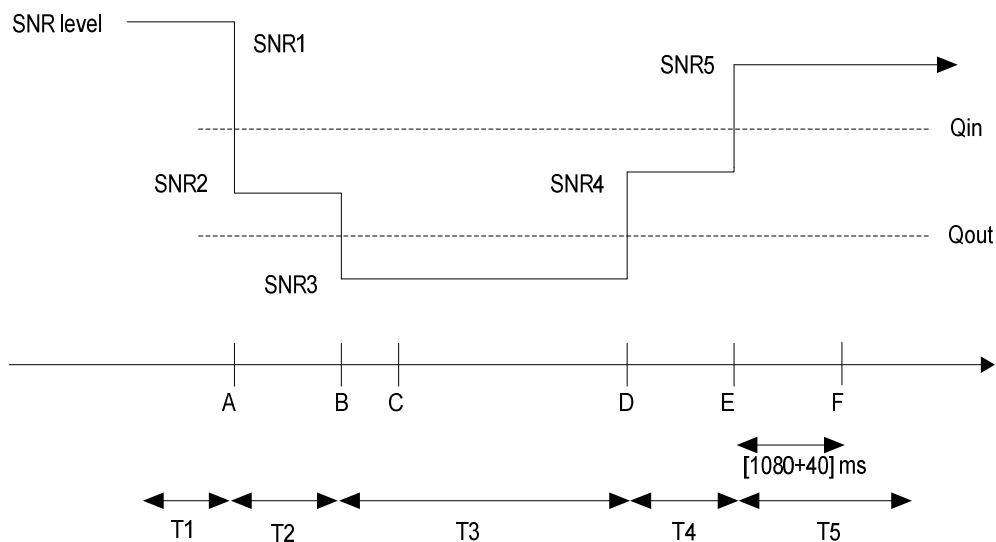 SNR level
SNR1
SNR5
Qin
SNR2
SNR4
Qout
SNR3
A
B
C
D
E
F
[1080+40] ms
T1
T2
T3
T4
T5